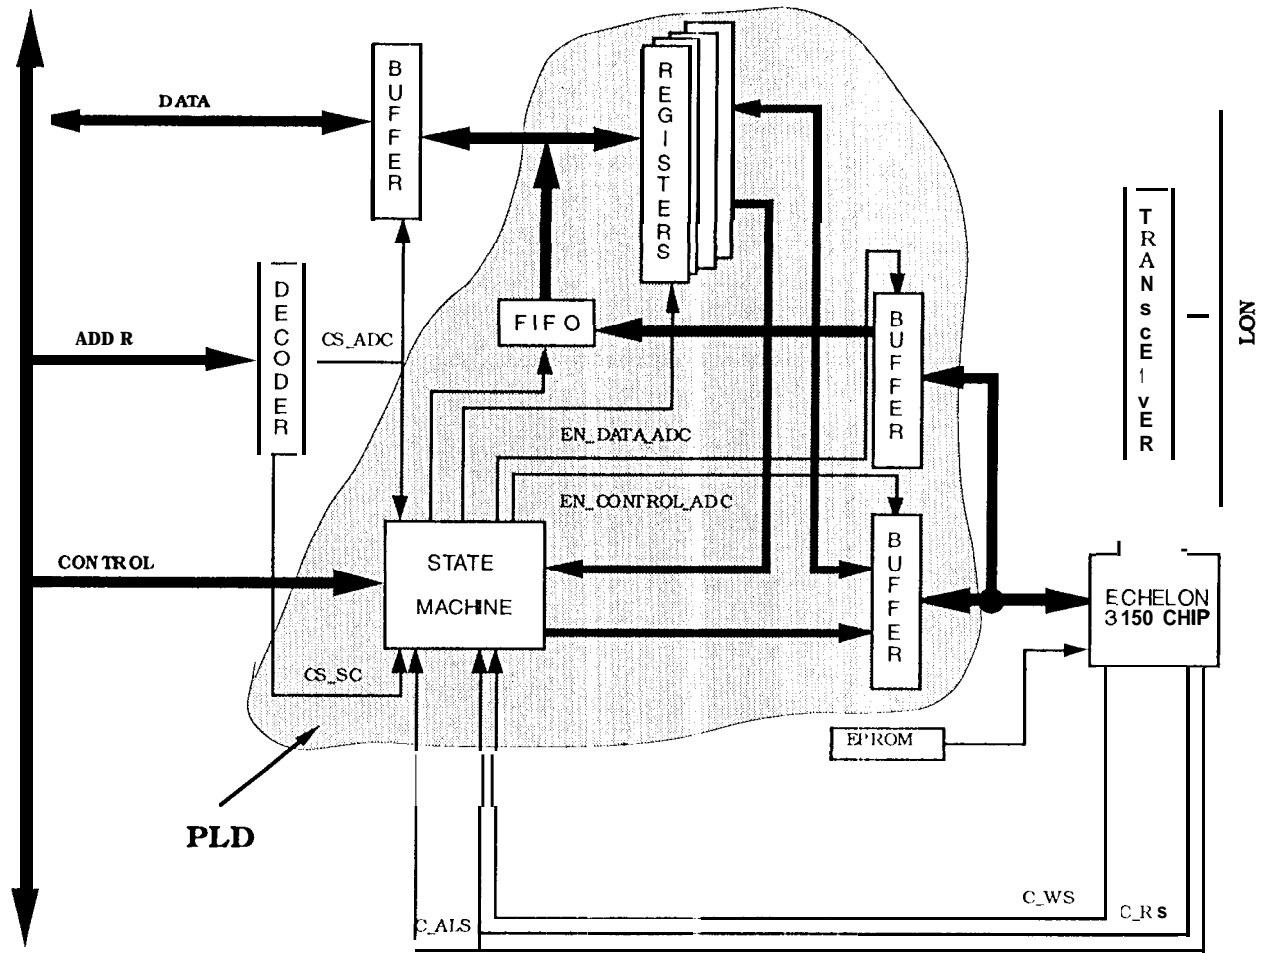 DATA
BUFFER
REGISTERS
TRANsCEIvER
LON
DECODER
ADDR
CS_ADC
FIFO
BUFFER
EN_DATA_ADC
EN_CONTROL_ADC
CONTROL
STATE
MACHINE
BUFFER
ECHELON
3150 CHIP
CS_SC
EPROM
PLD
C_WS
C_RS
C_ALS